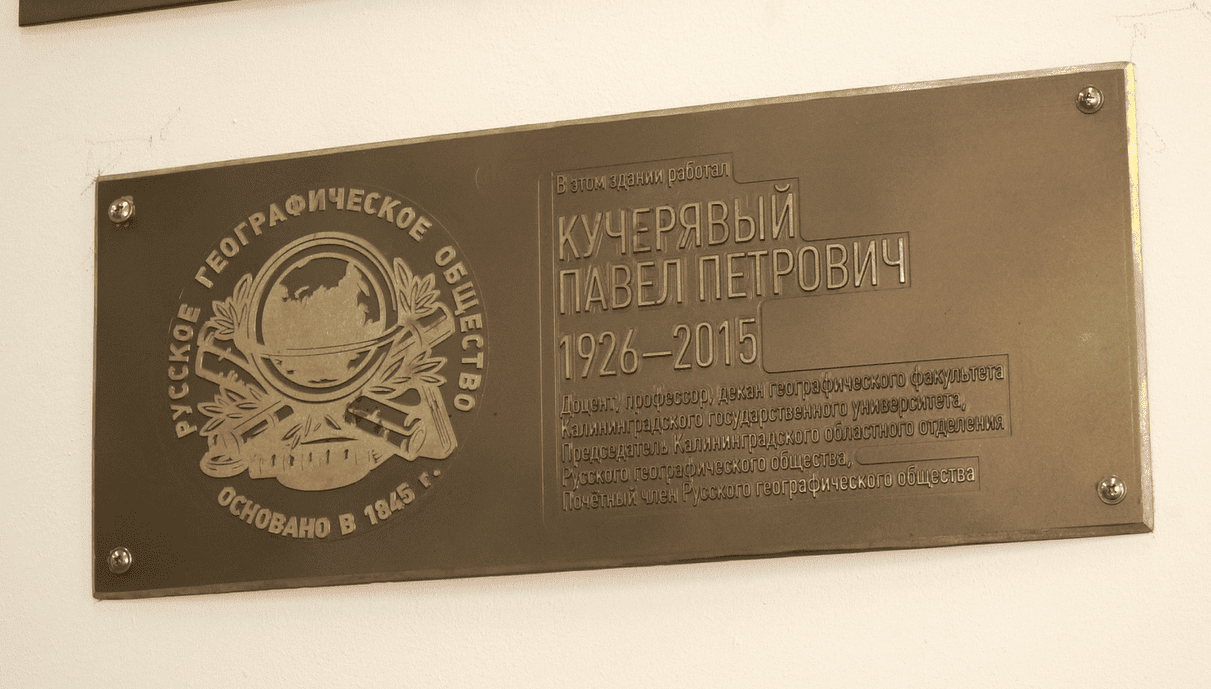 РУССКОЕ ГЕОГРАФИЧЕСКОЕ ОБЩЕСТВО
ОСНОВАНО В 1845 г.
В этом здании работал
КУЧЕРЯВЫЙ
ПАВЕЛ ПЕТРОВИЧ
1926–2015
Доцент, профессор, декан географического факультета
Калининградского государственного университета,
Председатель Калининградского областного отделения
Русского географического общества,
Почётный член Русского географического общества